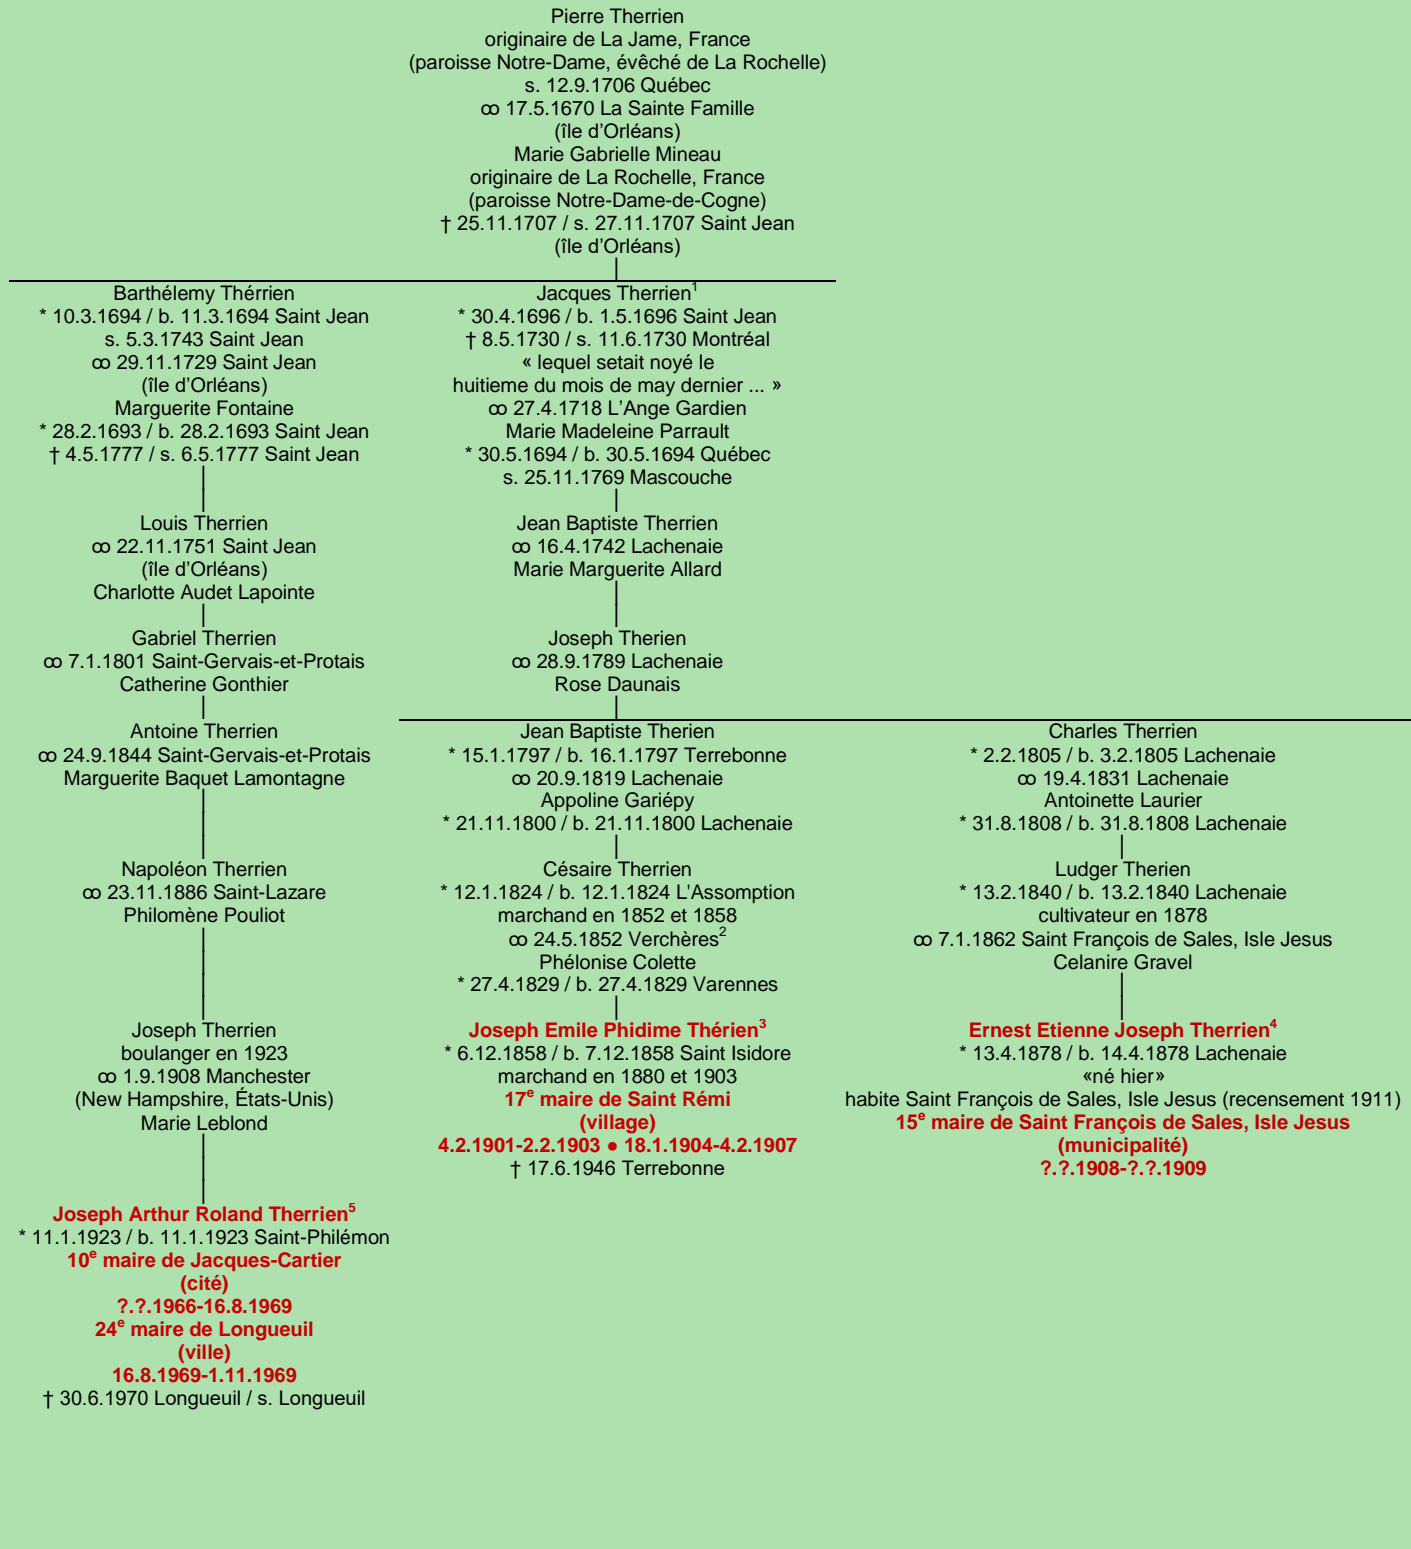 Pierre Therrien
originaire de La Jame, France
(paroisse Notre-Dame, évêché de La Rochelle)
s. 12.9.1706 Québec
ꝏ 17.5.1670 La Sainte Famille
(île d'Orléans)
Marie Gabrielle Mineau
originaire de La Rochelle, France
(paroisse Notre-Dame-de-Cogne)
† 25.11.1707 / s. 27.11.1707 Saint Jean
(île d'Orléans)
Barthélemy Thérrien
* 10.3.1694 / b. 11.3.1694 Saint Jean
s. 5.3.1743 Saint Jean
ꝏ 29.11.1729 Saint Jean
(île d'Orléans)
Marguerite Fontaine
* 28.2.1693 / b. 28.2.1693 Saint Jean
† 4.5.1777 / s. 6.5.1777 Saint Jean
Louis Therrien
ꝏ 22.11.1751 Saint Jean
(île d'Orléans)
Charlotte Audet Lapointe
Gabriel Therrien
ꝏ 7.1.1801 Saint-Gervais-et-Protais
Catherine Gonthier
Antoine Therrien
ꝏ 24.9.1844 Saint-Gervais-et-Protais
Marguerite Baquet Lamontagne
Napoléon Therrien
ꝏ 23.11.1886 Saint-Lazare
Philomène Pouliot
Joseph Therrien
boulanger en 1923
ꝏ 1.9.1908 Manchester
(New Hampshire, États-Unis)
Marie Leblond
Joseph Arthur Roland Therrien⁵
* 11.1.1923 / b. 11.1.1923 Saint-Philémon
10ᵉ maire de Jacques-Cartier
(cité)
?.?.1966-16.8.1969
24ᵉ maire de Longueuil
(ville)
16.8.1969-1.11.1969
† 30.6.1970 Longueuil / s. Longueuil
Jacques Therrien¹
* 30.4.1696 / b. 1.5.1696 Saint Jean
† 8.5.1730 / s. 11.6.1730 Montréal
« lequel setait noyé le
huitieme du mois de may dernier ... »
ꝏ 27.4.1718 L'Ange Gardien
Marie Madeleine Parrault
* 30.5.1694 / b. 30.5.1694 Québec
s. 25.11.1769 Mascouche
Jean Baptiste Therrien
ꝏ 16.4.1742 Lachenaie
Marie Marguerite Allard
Joseph Therien
ꝏ 28.9.1789 Lachenaie
Rose Daunais
Jean Baptiste Therien
* 15.1.1797 / b. 16.1.1797 Terrebonne
ꝏ 20.9.1819 Lachenaie
Appoline Gariépy
* 21.11.1800 / b. 21.11.1800 Lachenaie
Césaire Therrien
* 12.1.1824 / b. 12.1.1824 L'Assomption
marchand en 1852 et 1858
ꝏ 24.5.1852 Verchères²
Phélonise Colette
* 27.4.1829 / b. 27.4.1829 Varennes
Joseph Emile Phidime Thérien³
* 6.12.1858 / b. 7.12.1858 Saint Isidore
marchand en 1880 et 1903
17ᵉ maire de Saint Rémi
(village)
4.2.1901-2.2.1903 ● 18.1.1904-4.2.1907
† 17.6.1946 Terrebonne
Charles Therrien
* 2.2.1805 / b. 3.2.1805 Lachenaie
ꝏ 19.4.1831 Lachenaie
Antoinette Laurier
* 31.8.1808 / b. 31.8.1808 Lachenaie
Ludger Therien
* 13.2.1840 / b. 13.2.1840 Lachenaie
cultivateur en 1878
ꝏ 7.1.1862 Saint François de Sales, Isle Jesus
Celanire Gravel
Ernest Etienne Joseph Therrien⁴
* 13.4.1878 / b. 14.4.1878 Lachenaie
«né hier»
habite Saint François de Sales, Isle Jesus (recensement 1911)
15ᵉ maire de Saint François de Sales, Isle Jesus
(municipalité)
?.?.1908-?.?.1909